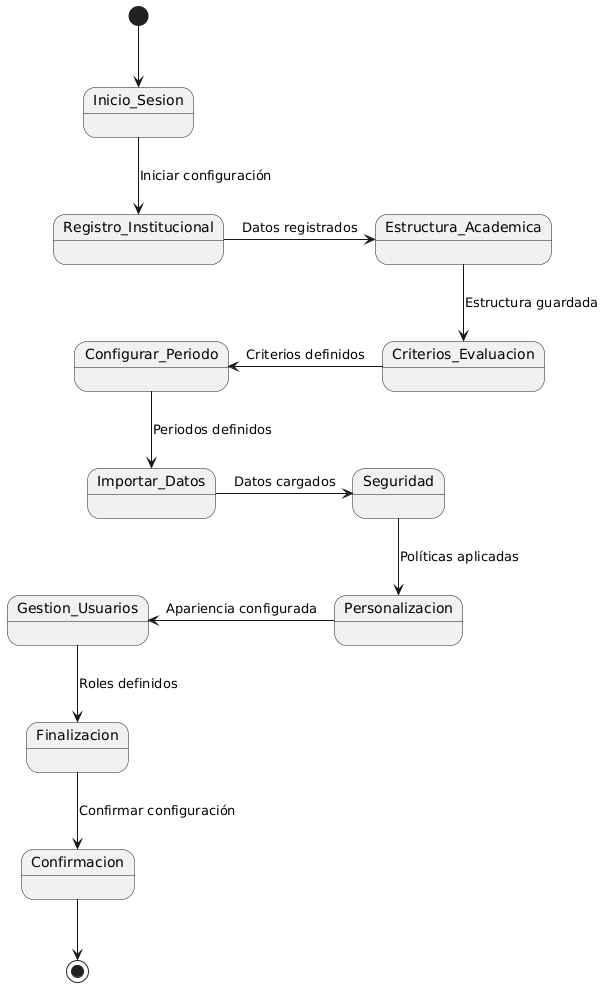 Inicio_Sesion
Iniciar configuración
Registro_Institucional
Datos registrados
Estructura_Academica
Estructura guardada
Configurar_Periodo
Criterios definidos
Criterios_Evaluacion
Periodos definidos
Importar_Datos
Datos cargados
Seguridad
Políticas aplicadas
Gestion_Usuarios
Apariencia configurada
Personalizacion
Roles definidos
Finalizacion
Confirmar configuración
Confirmacion